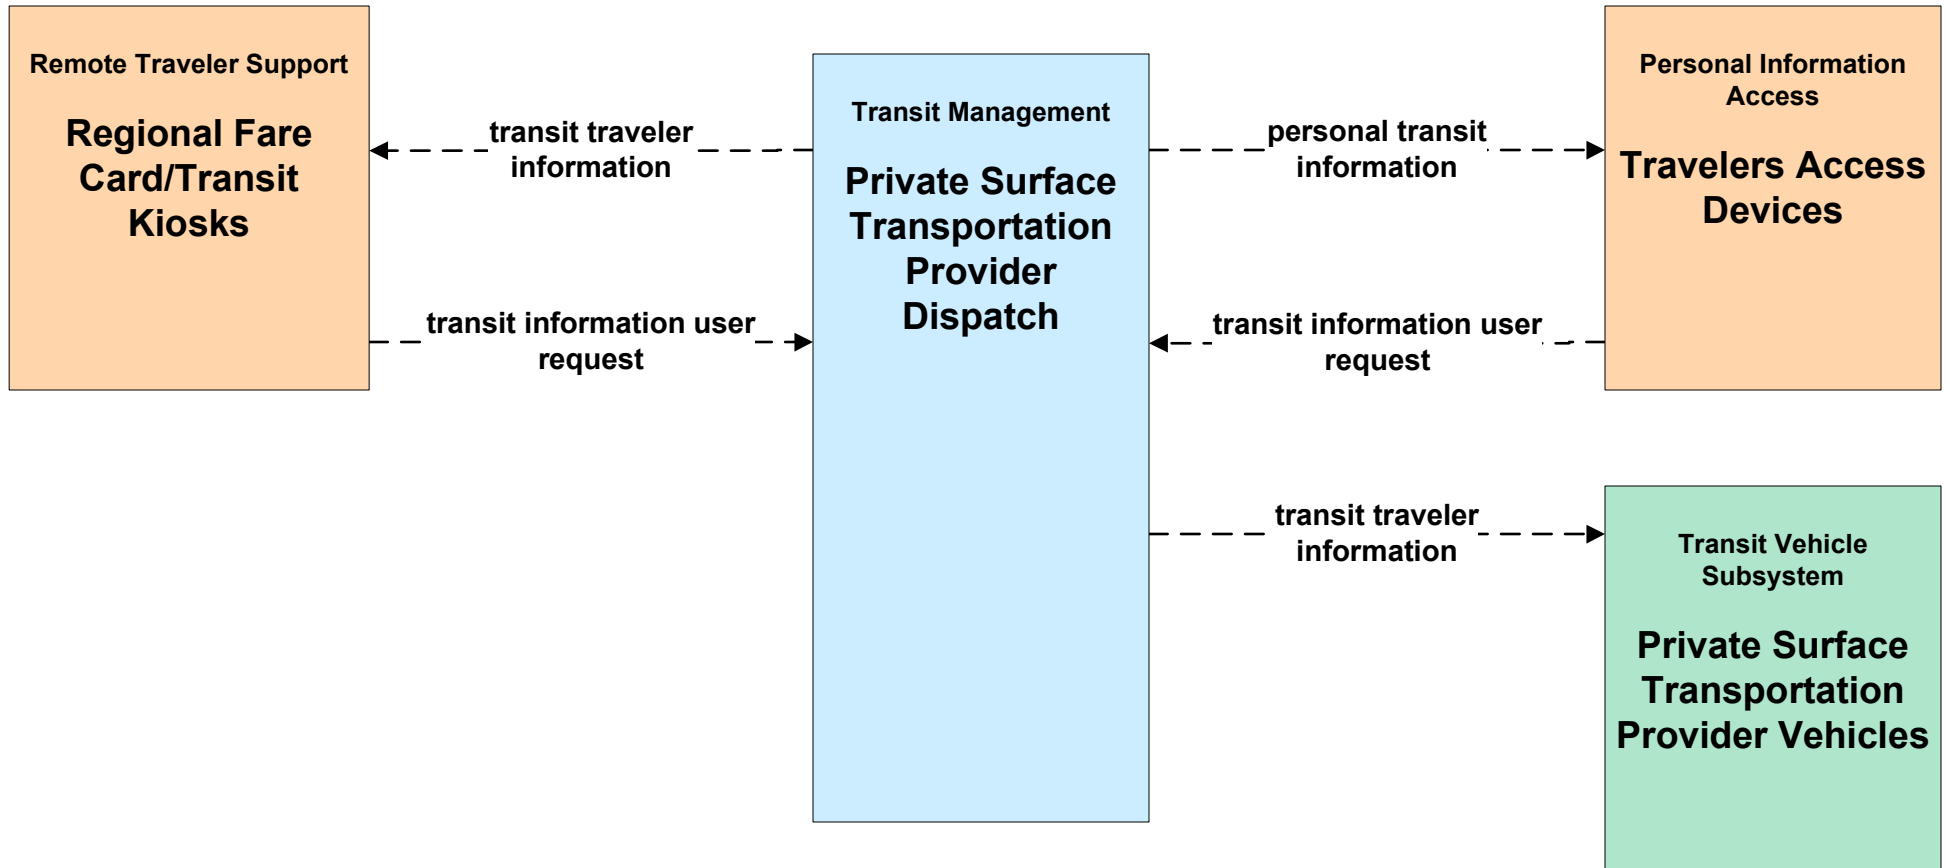 Remote Traveler Support
Regional Fare
Card/Transit
Kiosks
transit traveler
information
transit information user
request
Transit Management
Private Surface
Transportation
Provider
Dispatch
personal transit
information
transit information user
request
transit traveler
information
Personal Information
Access
Travelers Access
Devices
Transit Vehicle
Subsystem
Private Surface
Transportation
Provider Vehicles